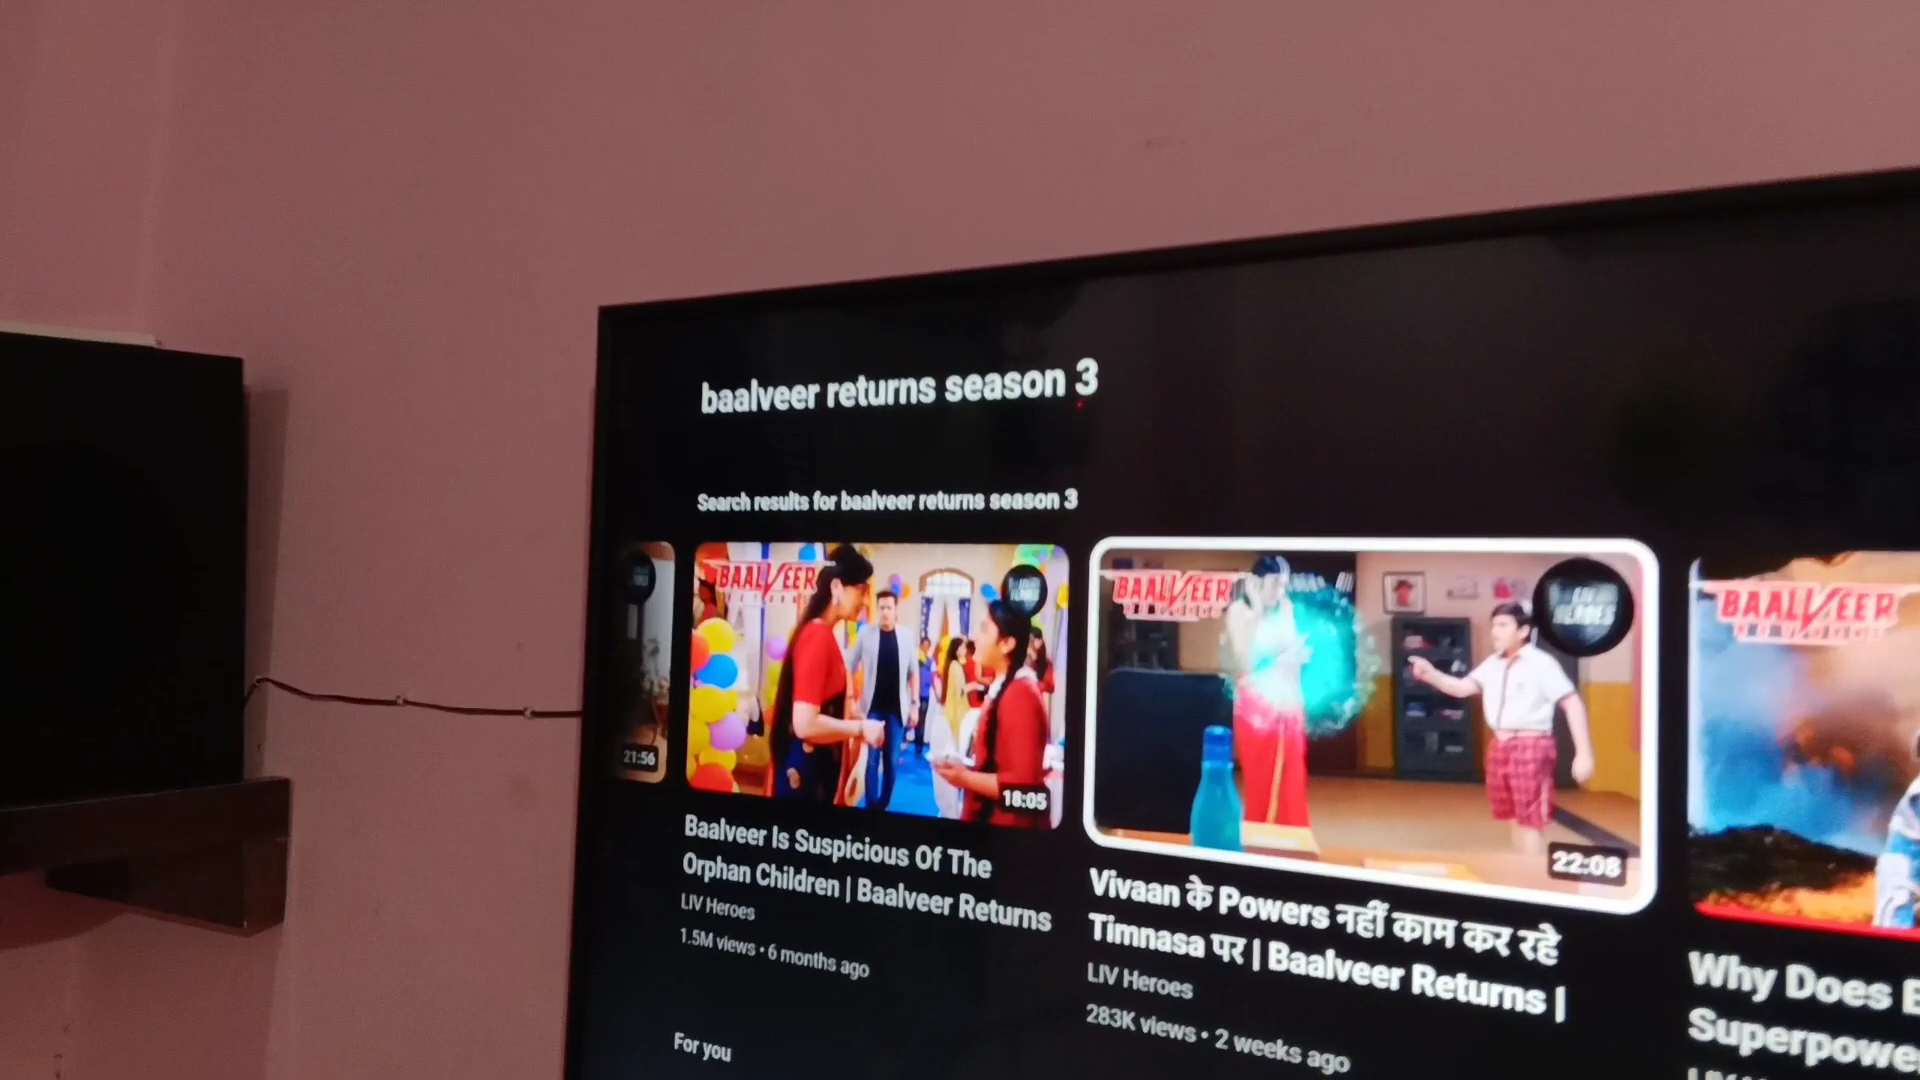 baalveer returns season 3
Search results for baalveer returns season 3
21:56
BAALVEER
18:05
Baalveer Is Suspicious Of The
Orphan Children | Baalveer Returns
LIV Heroes
1.5M views • 6 months ago
BAALVEER
LIV
HEROES
22:08
Vivaan के Powers नहीं काम कर रहे
Timnasa पर | Baalveer Returns |
LIV Heroes
283K views • 2 weeks ago
BAALVEER
RETURNS
Why Does
Superpowe
For you